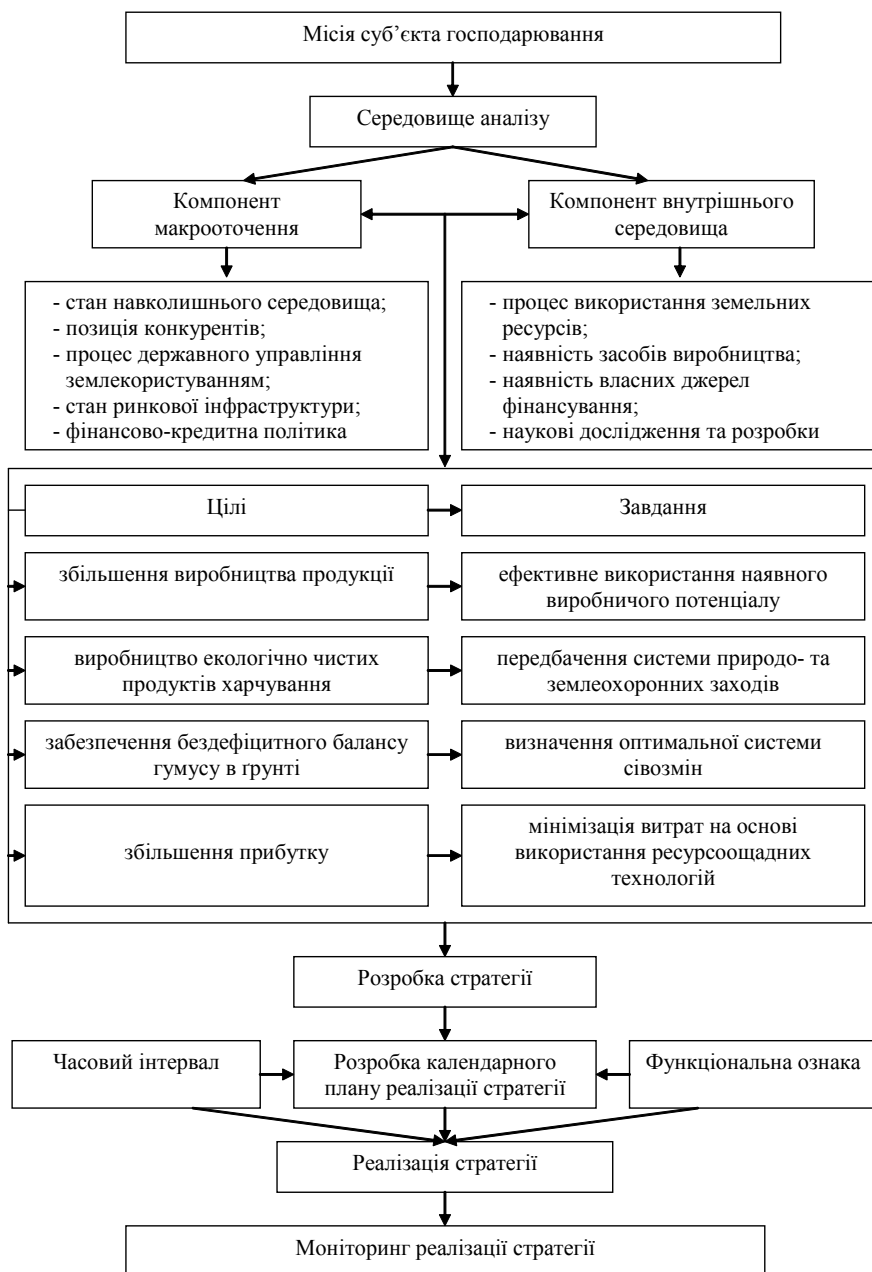 Місія суб’єкта господарювання
Середовище аналізу
Компонент
макрооточення
Компонент внутрішнього
середовища
- стан навколишнього середовища;
- позиція конкурентів;
- процес державного управління
землекористуванням;
- стан ринкової інфраструктури;
- фінансово-кредитна політика
- процес використання земельних
ресурсів;
- наявність засобів виробництва;
- наявність власних джерел
фінансування;
- наукові дослідження та розробки
Цілі
Завдання
збільшення виробництва продукції
ефективне використання наявного
виробничого потенціалу
виробництво екологічно чистих
продуктів харчування
передбачення системи природо- та
землеохоронних заходів
забезпечення бездефіцитного балансу
гумусу в ґрунті
визначення оптимальної системи
сівозмін
збільшення прибутку
мінімізація витрат на основі
використання ресурсоощадних
технологій
Розробка стратегії
Часовий інтервал
Розробка календарного
плану реалізації стратегії
Функціональна ознака
Реалізація стратегії
Моніторинг реалізації стратегії